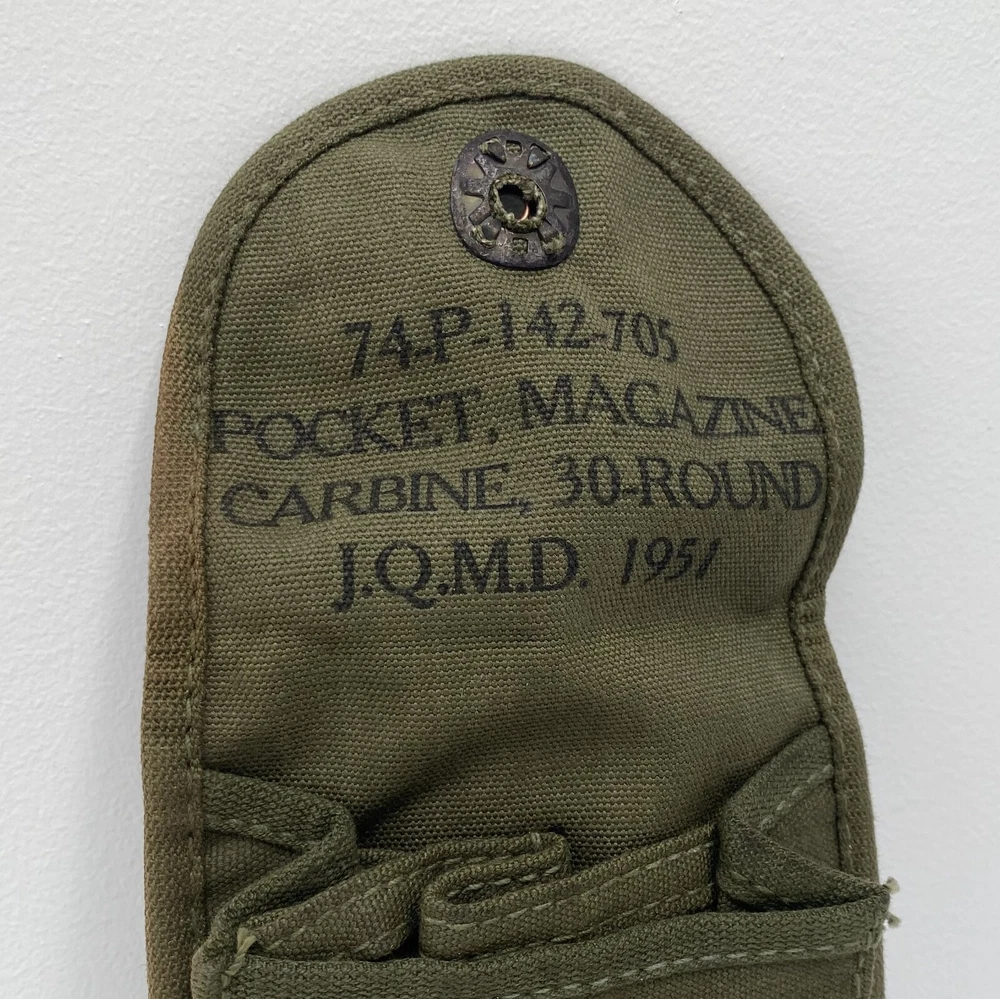 74-P-142-705
POCKET, MAGAZINE
CARBINE, 30-ROUND
J.Q.M.D. 1951